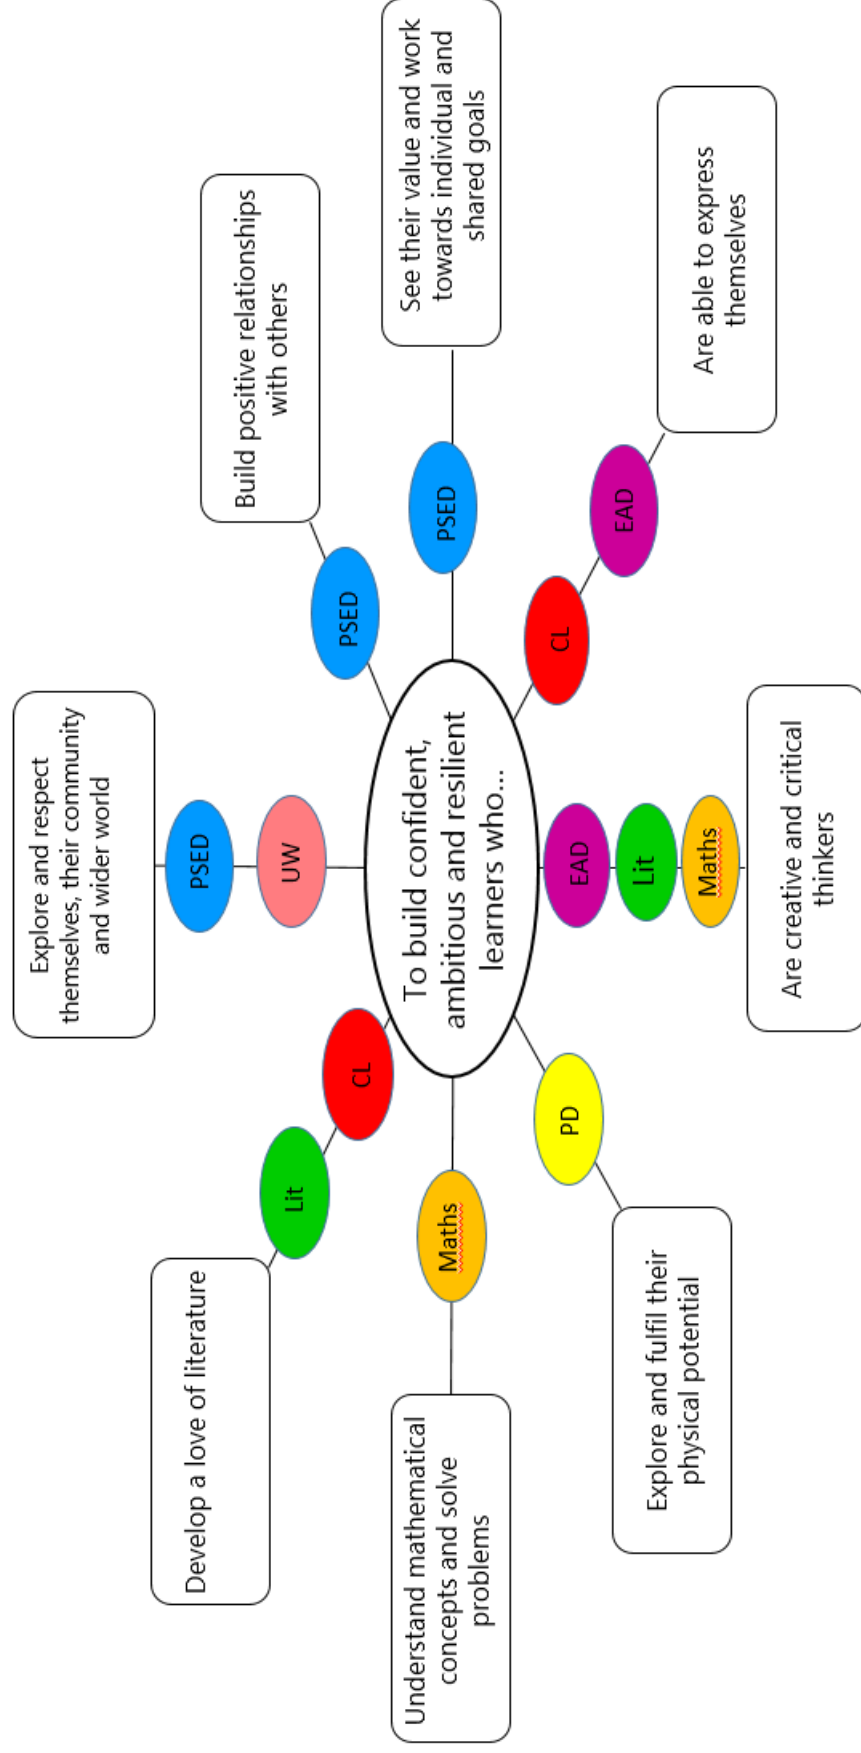 Explore and respect
themselves, their community
and wider world
PSED
UW
Develop a love of literature
Lit
CL
Build positive relationships
with others
PSED
Understand mathematical
concepts and solve
problems
Maths
To build confident,
ambitious and resilient
learners who...
PSED
See their value and work
towards individual and
shared goals
Explore and fulfil their
physical potential
PD
EAD
Lit
Maths
Are creative and critical
thinkers
CL
EAD
Are able to express
themselves